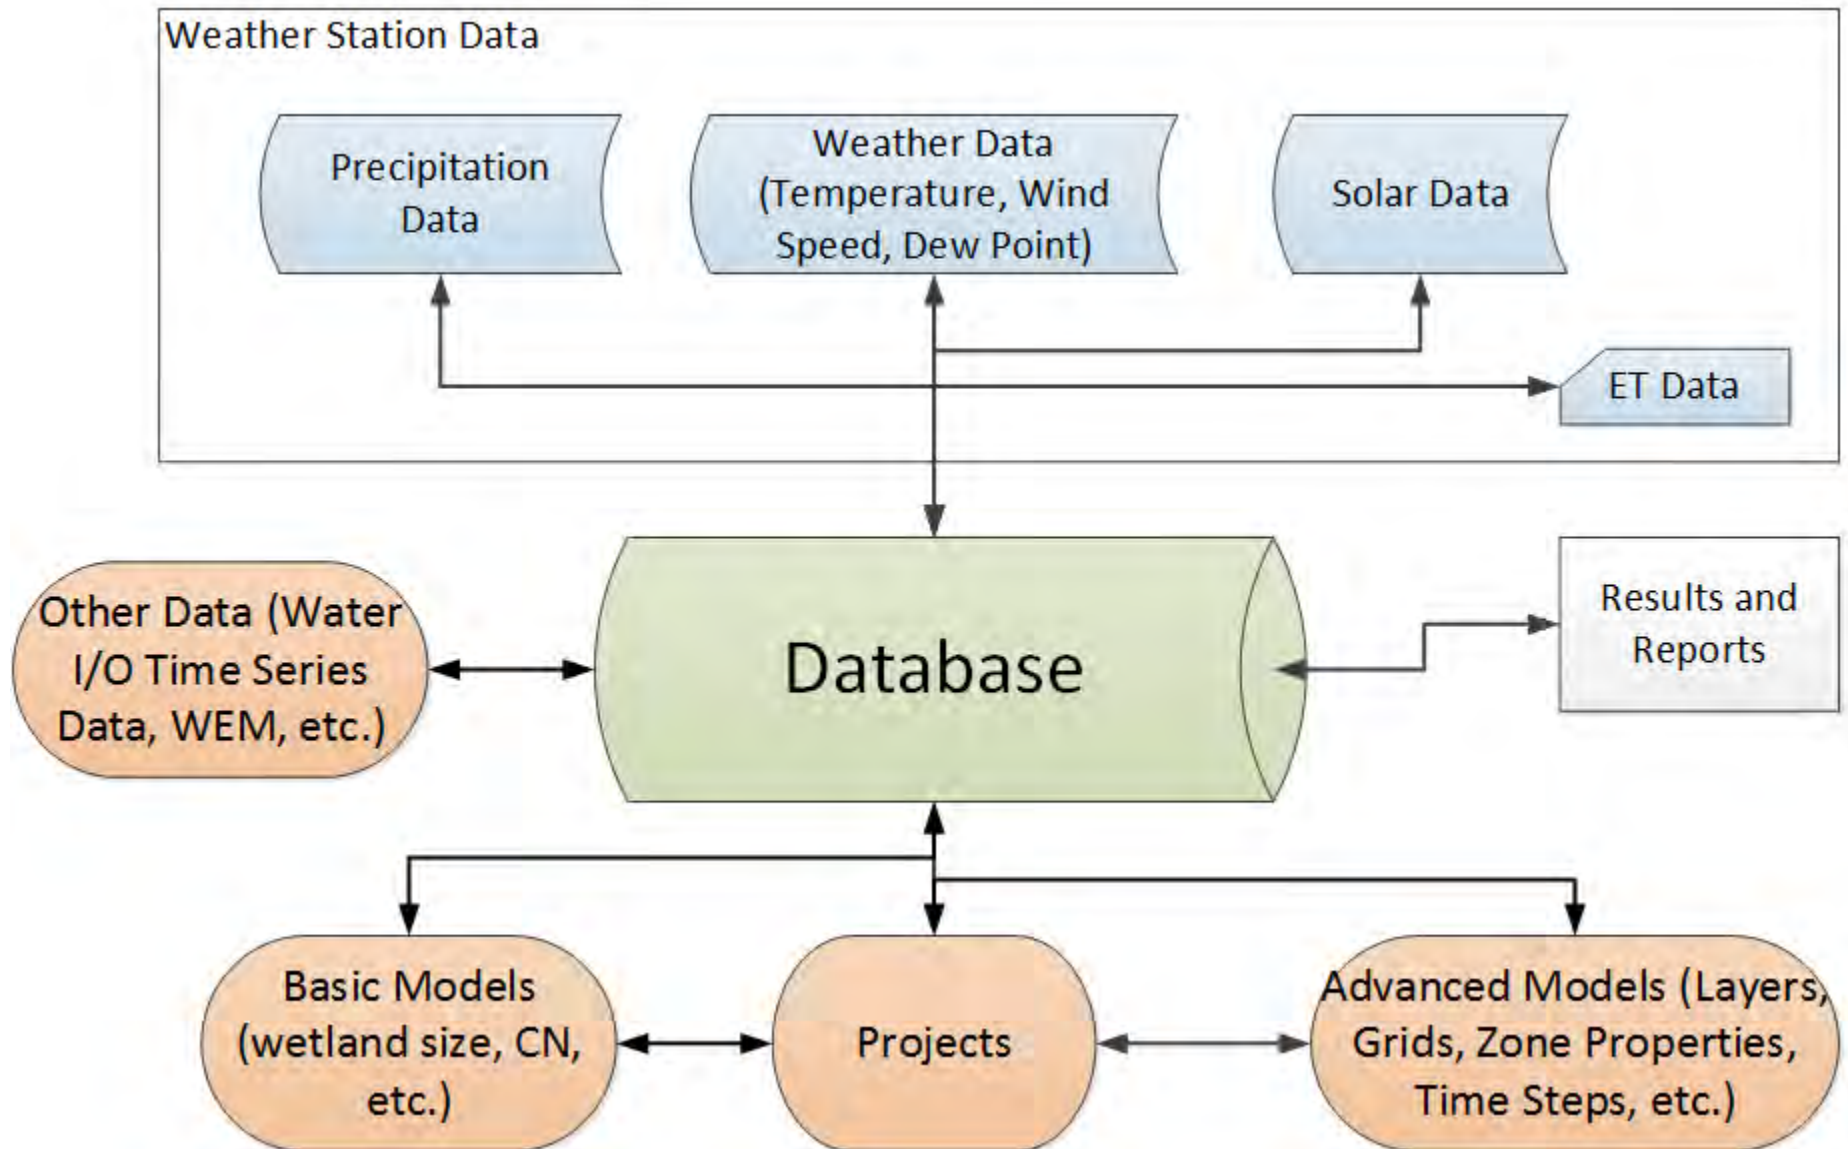 Weather Station Data
Precipitation
Data
Weather Data
(Temperature, Wind
Speed, Dew Point)
Solar Data
ET Data
Other Data (Water
I/O Time Series
Data, WEM, etc.)
Database
Results and
Reports
Basic Models
(wetland size, CN,
etc.)
Projects
Advanced Models (Layers,
Grids, Zone Properties,
Time Steps, etc.)